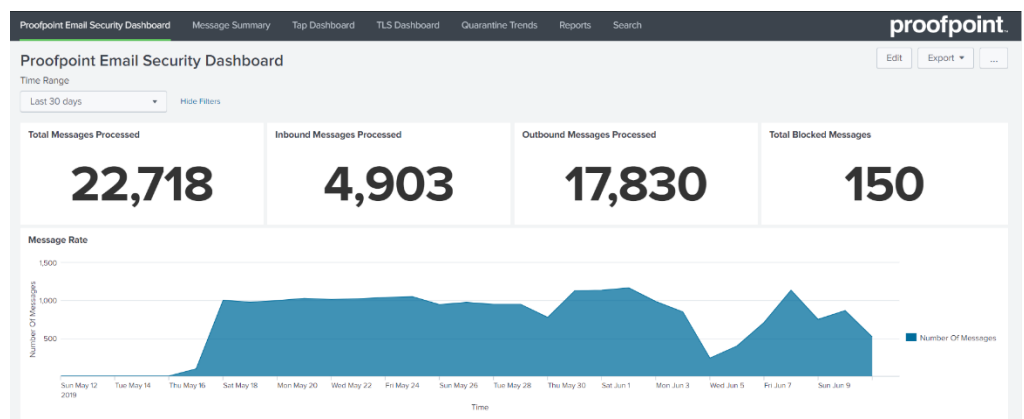 Proofpoint Email Security Dashboard Message Summary Tap Dashboard TLS Dashboard Quarantine Trends Reports Search proofpoint.
Proofpoint Email Security Dashboard Edit Export ...
Time Range
Last 30 days Hide Filters
Total Messages Processed Inbound Messages Processed Outbound Messages Processed Total Blocked Messages
22,718 4,903 17,830 150
Message Rate
1,500
1,000
500
Number Of Messages
Number Of Messages
Sun May 12 Tue May 14 Thu May 16 Sat May 18 Mon May 20 Wed May 22 Fri May 24 Sun May 26 Tue May 28 Thu May 30 Sat Jun 1 Mon Jun 3 Wed Jun 5 Fri Jun 7 Sun Jun 9
2019
Time